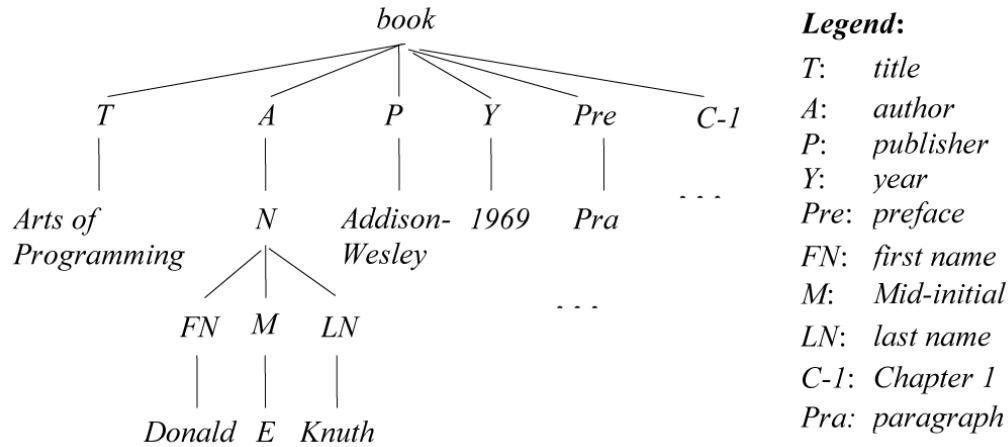 book
Legend:
T: title
T A P Y Pre C-1
A: author
P: publisher
Y: year
. . .
Arts of Programming
N
Addison-Wesley
1969
Pra
Pre: preface
FN: first name
M: Mid-initial
. . .
FN M LN
LN: last name
C-1: Chapter 1
Donald E Knuth
Pra: paragraph